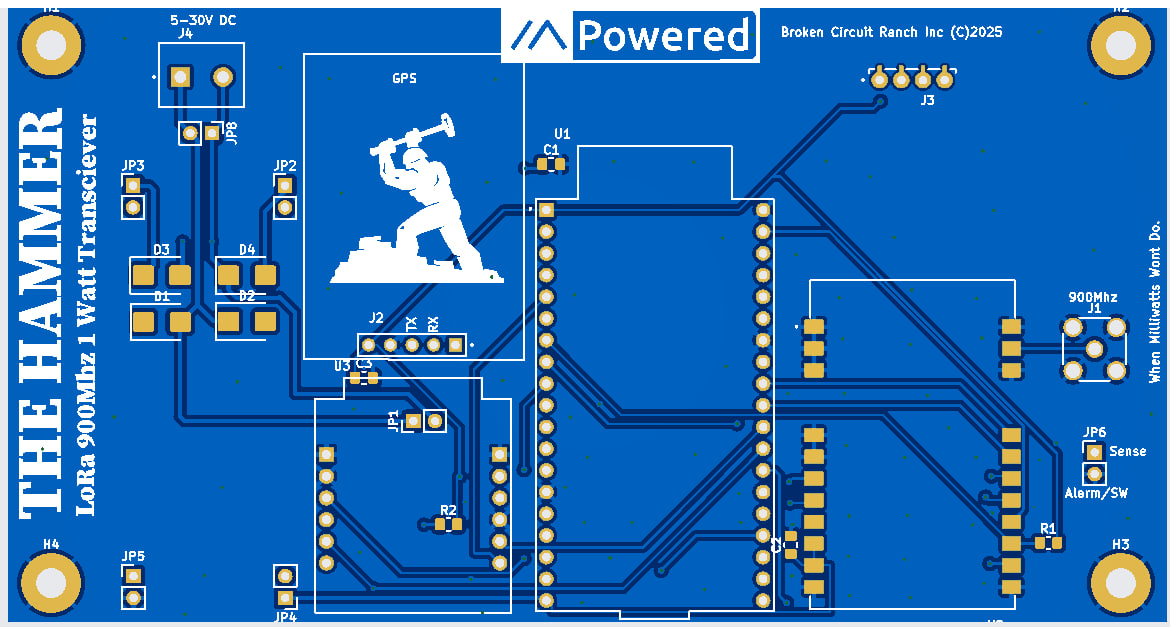 H1
5-30V DC
J4
Powered
Broken Circuit Ranch Inc (C)2025
H2
GPS
J3
JP8
U1
C1
JP3
JP2
THE HAMMER
LoRa 900Mhz 1 Watt Transciever
D3
D4
D1
D2
When Milliwatts Wont Do.
900Mhz
J1
J2
TX
RX
U3
C3
JP1
JP6
Sense
Alarm/SW
R2
R1
C2
H4
H3
JP5
JP4